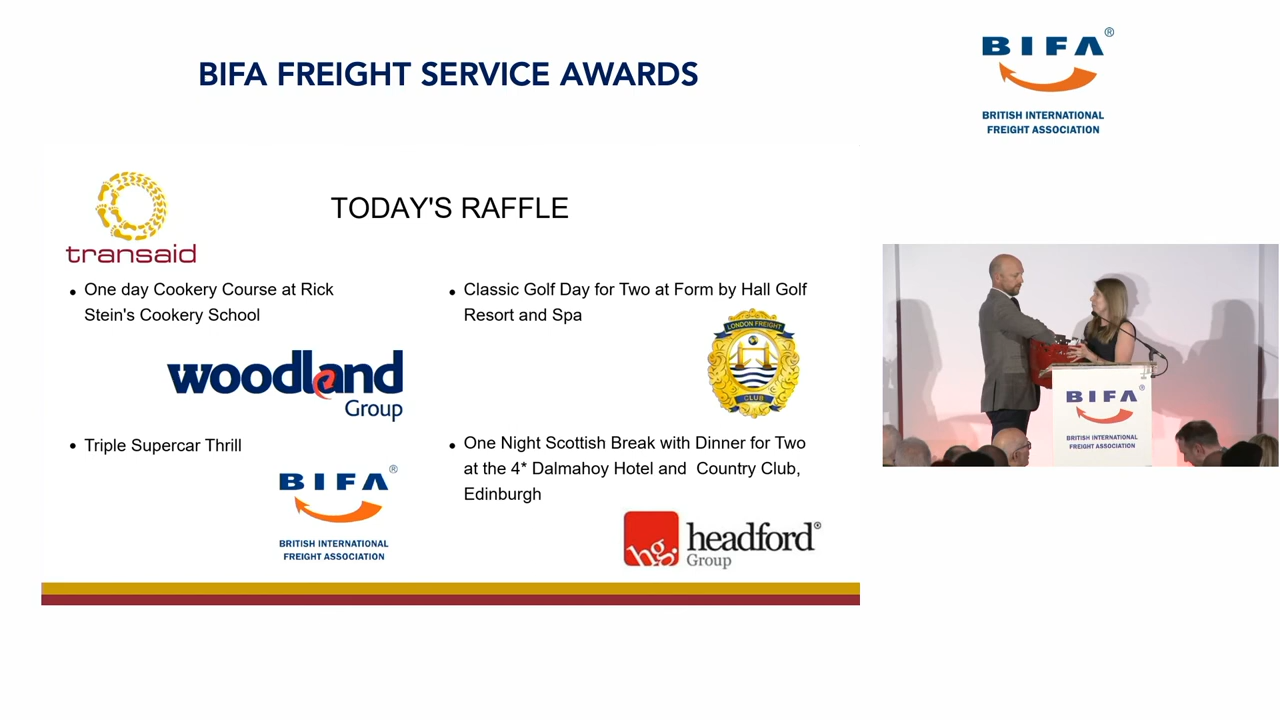 BIFA FREIGHT SERVICE AWARDS
BIFA®
BRITISH INTERNATIONAL
FREIGHT ASSOCIATION
transaid
TODAY'S RAFFLE
• One day Cookery Course at Rick
Stein's Cookery School
woodland
Group
• Triple Supercar Thrill
BIFA®
BRITISH INTERNATIONAL
FREIGHT ASSOCIATION
• Classic Golf Day for Two at Form by Hall Golf
Resort and Spa
LONDON FREIGHT
CLUB
• One Night Scottish Break with Dinner for Two
at the 4* Dalmahoy Hotel and  Country Club,
Edinburgh
hg.
headford®
Group
BIFA®
BRITISH INTERNATIONAL
FREIGHT ASSOCIATION